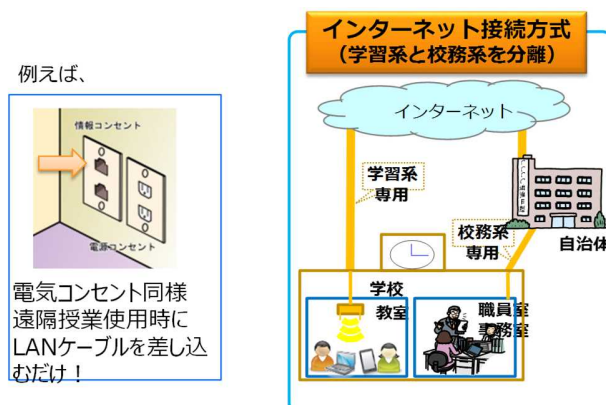 例えば、
情報コンセント
電源コンセント
電気コンセント同様
遠隔授業使用時に
LANケーブルを差し込
むだけ！
インターネット接続方式
（学習系と校務系を分離）
インターネット
学習系
専用
校務系
専用
自治体
学校
教室
職員室
事務室